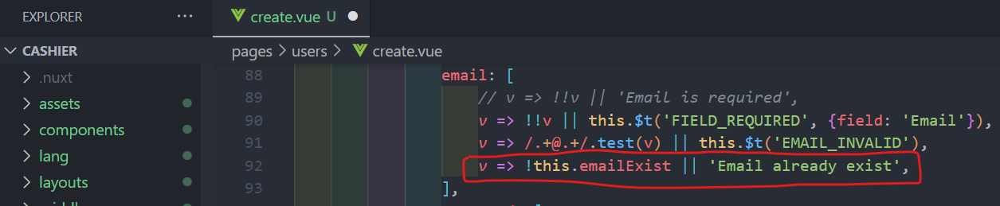 EXPLORER ...
create.vue U
CASHIER
pages > users > create.vue
> .nuxt
> assets
> components
> lang
> layouts
88 email: [
89 // v => !!v || 'Email is required',
90 v => !!v || this.$t('FIELD_REQUIRED', {field: 'Email'}),
91 v => /.+@.+/.test(v) || this.$t('EMAIL_INVALID'),
92 v => !this.emailExist || 'Email already exist',
93 ],